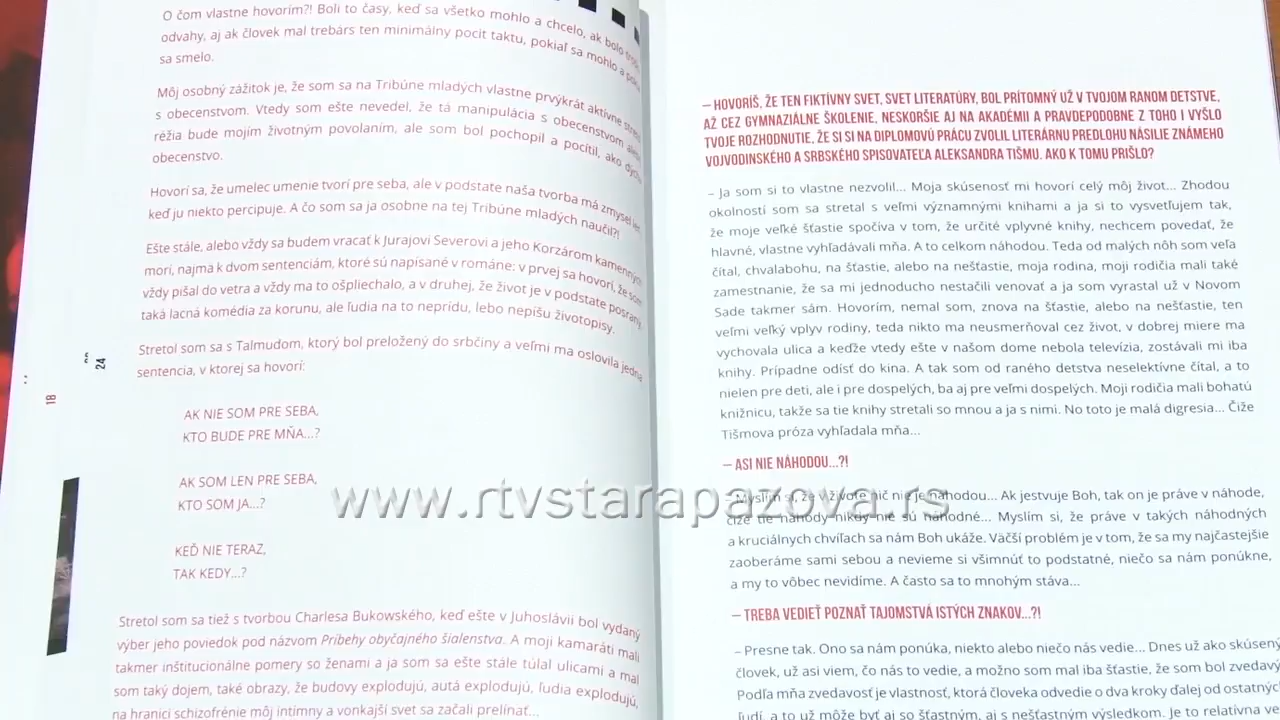 O čom vlastne hovorím?! Boli to časy, keď sa všetko mohlo a chcelo, ak bolo
odvahy, aj ak človek mal trebárs ten minimálny pocit taktu, pokiaľ sa mohlo a
sa smelo.
Môj osobný zážitok je, že som sa na Tribúne mladých vlastne prvýkrát aktívne
s obecenstvom. Vtedy som ešte nevedel, že tá manipulácia s obecenstvom
réžia bude mojím životným povolaním, ale som bol pochopil a pocítil, ako
obecenstvo.
Hovorí sa, že umelec umenie tvorí pre seba, ale v podstate naša tvorba má zmysel len
keď ju niekto percipuje. A čo som sa ja osobne na tej Tribúne mladých naučil?!
Ešte stále, alebo vždy sa budem vracať k Jurajovi Severovi a jeho Korzárom kamenných
morí, najma k dvom sentenciám, ktoré sú napísané v románe: v prvej sa hovorí, že som
vždy pišal do vetra a vždy ma to ošpliechalo, a v druhej, že život je v podstate posraný,
taká lacná komédia za korunu, ale ľudia na to neprídu, lebo nepíšu životopisy.
Stretol som sa s Talmudom, ktorý bol preložený do srbčiny a veľmi ma oslovila jedna
sentencia, v ktorej sa hovorí:
AK NIE SOM PRE SEBA,
KTO BUDE PRE MŇA...?
AK SOM LEN PRE SEBA,
KTO SOM JA...?
KEĎ NIE TERAZ,
TAK KEDY...?
Stretol som sa tiež s tvorbou Charlesa Bukowského, keď ešte v Juhoslávii bol vydaný
výber jeho poviedok pod názvom Príbehy obyčajného šialenstva. A moji kamaráti mali
takmer inštitucionálne pomery so ženami a ja som sa ešte stále túlal ulicami a mal
som taký dojem, také obrazy, že budovy explodujú, autá explodujú, ľudia explodujú,
na hranici schizofrénie môj intímny a vonkajší svet sa začali prelínať...
18
24
– HOVORÍŠ, ŽE TEN FIKTÍVNY SVET, SVET LITERATÚRY, BOL PRÍTOMNÝ UŽ V TVOJOM RANOM DETSTVE,
AŽ CEZ GYMNAZIÁLNE ŠKOLENIE, NESKORŠIE AJ NA AKADÉMII A PRAVDEPODOBNE Z TOHO I VYŠLO
TVOJE ROZHODNUTIE, ŽE SI SI NA DIPLOMOVÚ PRÁCU ZVOLIL LITERÁRNU PREDLOHU NÁSILIE ZNÁMEHO
VOJVODINSKÉHO A SRBSKÉHO SPISOVATEĽA ALEKSANDRA TIŠMU. AKO K TOMU PRIŠLO?
– Ja som si to vlastne nezvolil... Moja skúsenosť mi hovorí celý môj život... Zhodou
okolností som sa stretal s veľmi významnými knihami a ja si to vysvetľujem tak,
že moje veľké šťastie spočíva v tom, že určité vplyvné knihy, nechcem povedať, že
hlavné, vlastne vyhľadávali mňa. A to celkom náhodou. Teda od malých nôh som veľa
čítal, chvalabohu, na šťastie, alebo na nešťastie, moja rodina, moji rodičia mali také
zamestnanie, že sa mi jednoducho nestačili venovať a ja som vyrastal už v Novom
Sade takmer sám. Hovorím, nemal som, znova na šťastie, alebo na nešťastie, ten
veľmi veľký vplyv rodiny, teda nikto ma neusmerňoval cez život, v dobrej miere ma
vychovala ulica a keďže vtedy ešte v našom dome nebola televízia, zostávali mi iba
knihy. Prípadne odísť do kina. A tak som od raného detstva neselektívne čítal, a to
nielen pre deti, ale i pre dospelých, ba aj pre veľmi dospelých. Moji rodičia mali bohatú
knižnicu, takže sa tie knihy stretali so mnou a ja s nimi. No toto je malá digresia... Čiže
Tišmova próza vyhľadala mňa...
– ASI NIE NÁHODOU...?!
– Myslím si, že v živote nič nie je náhodou... Ak jestvuje Boh, tak on je práve v náhode,
čiže tie náhody nikdy nie sú náhodné... Myslím si, že práve v takých náhodných
a kruciálnych chvíľach sa nám Boh ukáže. Väčší problém je v tom, že sa my najčastejšie
zaoberáme sami sebou a nevieme si všimnúť to podstatné, niečo sa nám ponúkne,
a my to vôbec nevidíme. A často sa to mnohým stáva...
– TREBA VEDIEŤ POZNAŤ TAJOMSTVÁ ISTÝCH ZNAKOV...?!
– Presne tak. Ono sa nám ponúka, niekto alebo niečo nás vedie... Dnes už ako skúsený
človek, už asi viem, čo nás to vedie, a možno som mal iba šťastie, že som bol zvedavý
Podľa mňa zvedavosť je vlastnosť, ktorá človeka odvedie o dva kroky ďalej od ostatných
ľudí, a to už môže byť aj so šťastným, aj s nešťastným výsledkom. Je to relatívna
www.rtvstarapazova.rs